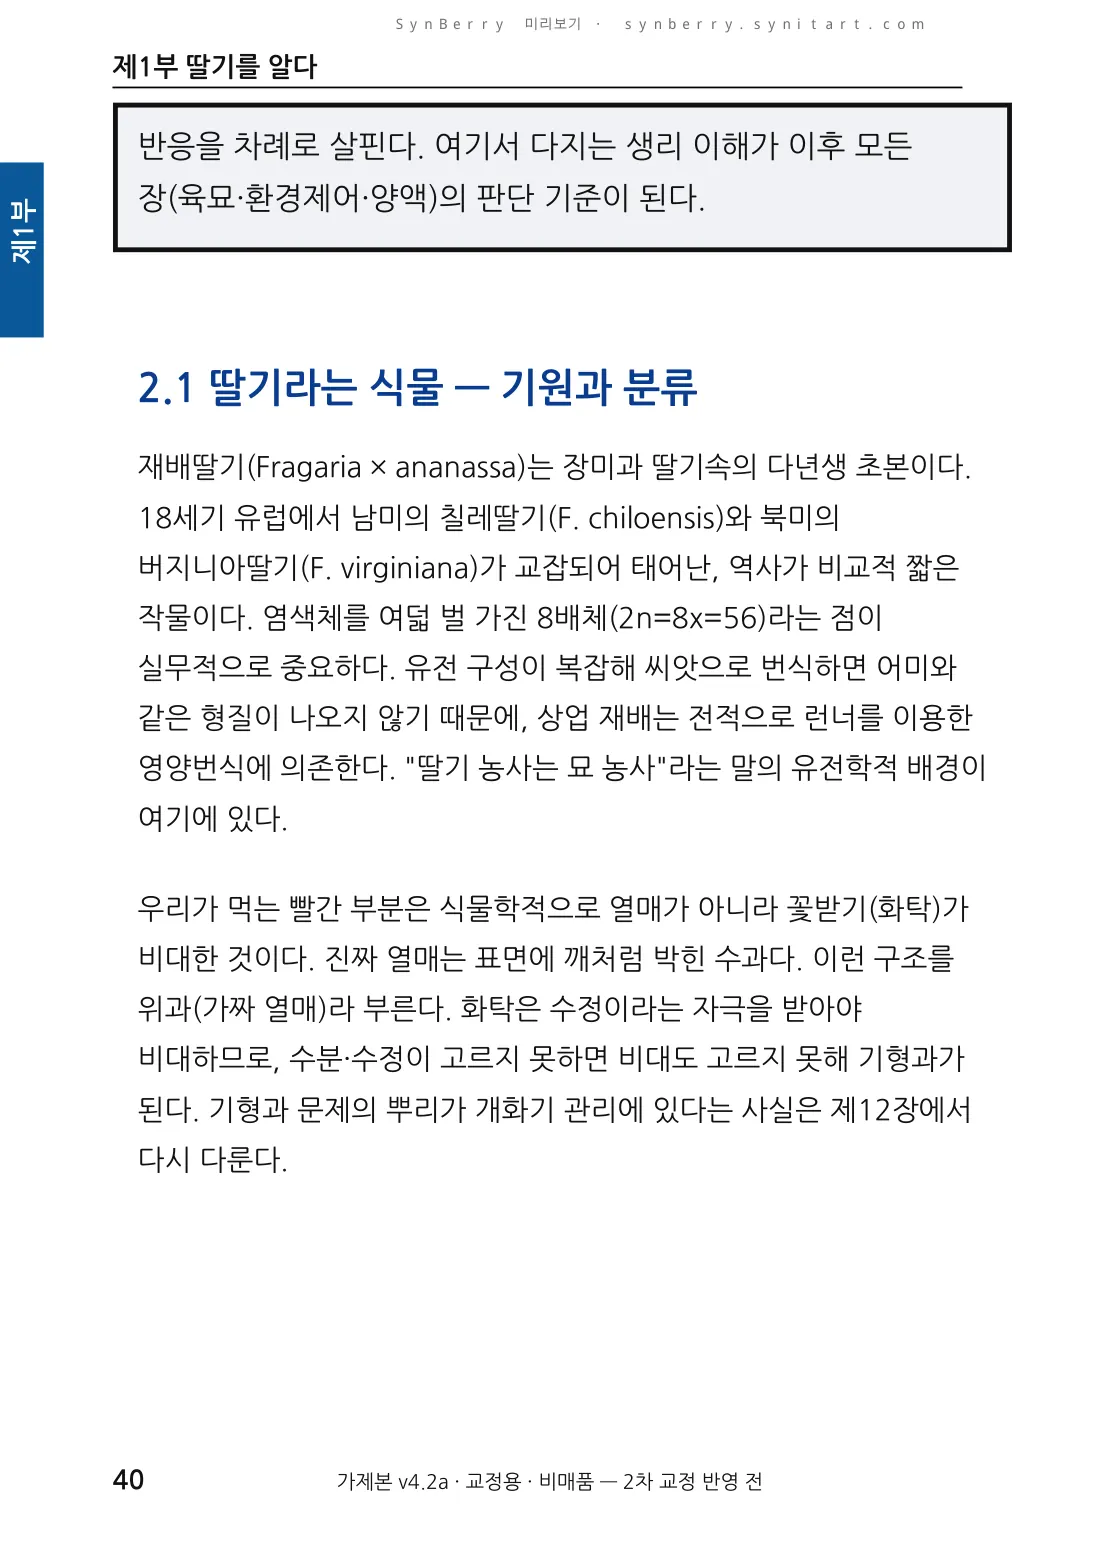 SynBerry 미리보기 · synberry.synitart.com
제1부 딸기를 알다
반응을 차례로 살핀다. 여기서 다지는 생리 이해가 이후 모든
장(육묘·환경제어·양액)의 판단 기준이 된다.
제1부
2.1 딸기라는 식물 — 기원과 분류
재배딸기(Fragaria × ananassa)는 장미과 딸기속의 다년생 초본이다.
18세기 유럽에서 남미의 칠레딸기(F. chiloensis)와 북미의
버지니아딸기(F. virginiana)가 교잡되어 태어난, 역사가 비교적 짧은
작물이다. 염색체를 여덟 벌 가진 8배체(2n=8x=56)라는 점이
실무적으로 중요하다. 유전 구성이 복잡해 씨앗으로 번식하면 어미와
같은 형질이 나오지 않기 때문에, 상업 재배는 전적으로 런너를 이용한
영양번식에 의존한다. "딸기 농사는 묘 농사"라는 말의 유전학적 배경이
여기에 있다.
우리가 먹는 빨간 부분은 식물학적으로 열매가 아니라 꽃받기(화탁)가
비대한 것이다. 진짜 열매는 표면에 깨처럼 박힌 수과다. 이런 구조를
위과(가짜 열매)라 부른다. 화탁은 수정이라는 자극을 받아야
비대하므로, 수분·수정이 고르지 못하면 비대도 고르지 못해 기형과가
된다. 기형과 문제의 뿌리가 개화기 관리에 있다는 사실은 제12장에서
다시 다룬다.
40
가제본 v4.2a · 교정용 · 비매품 — 2차 교정 반영 전